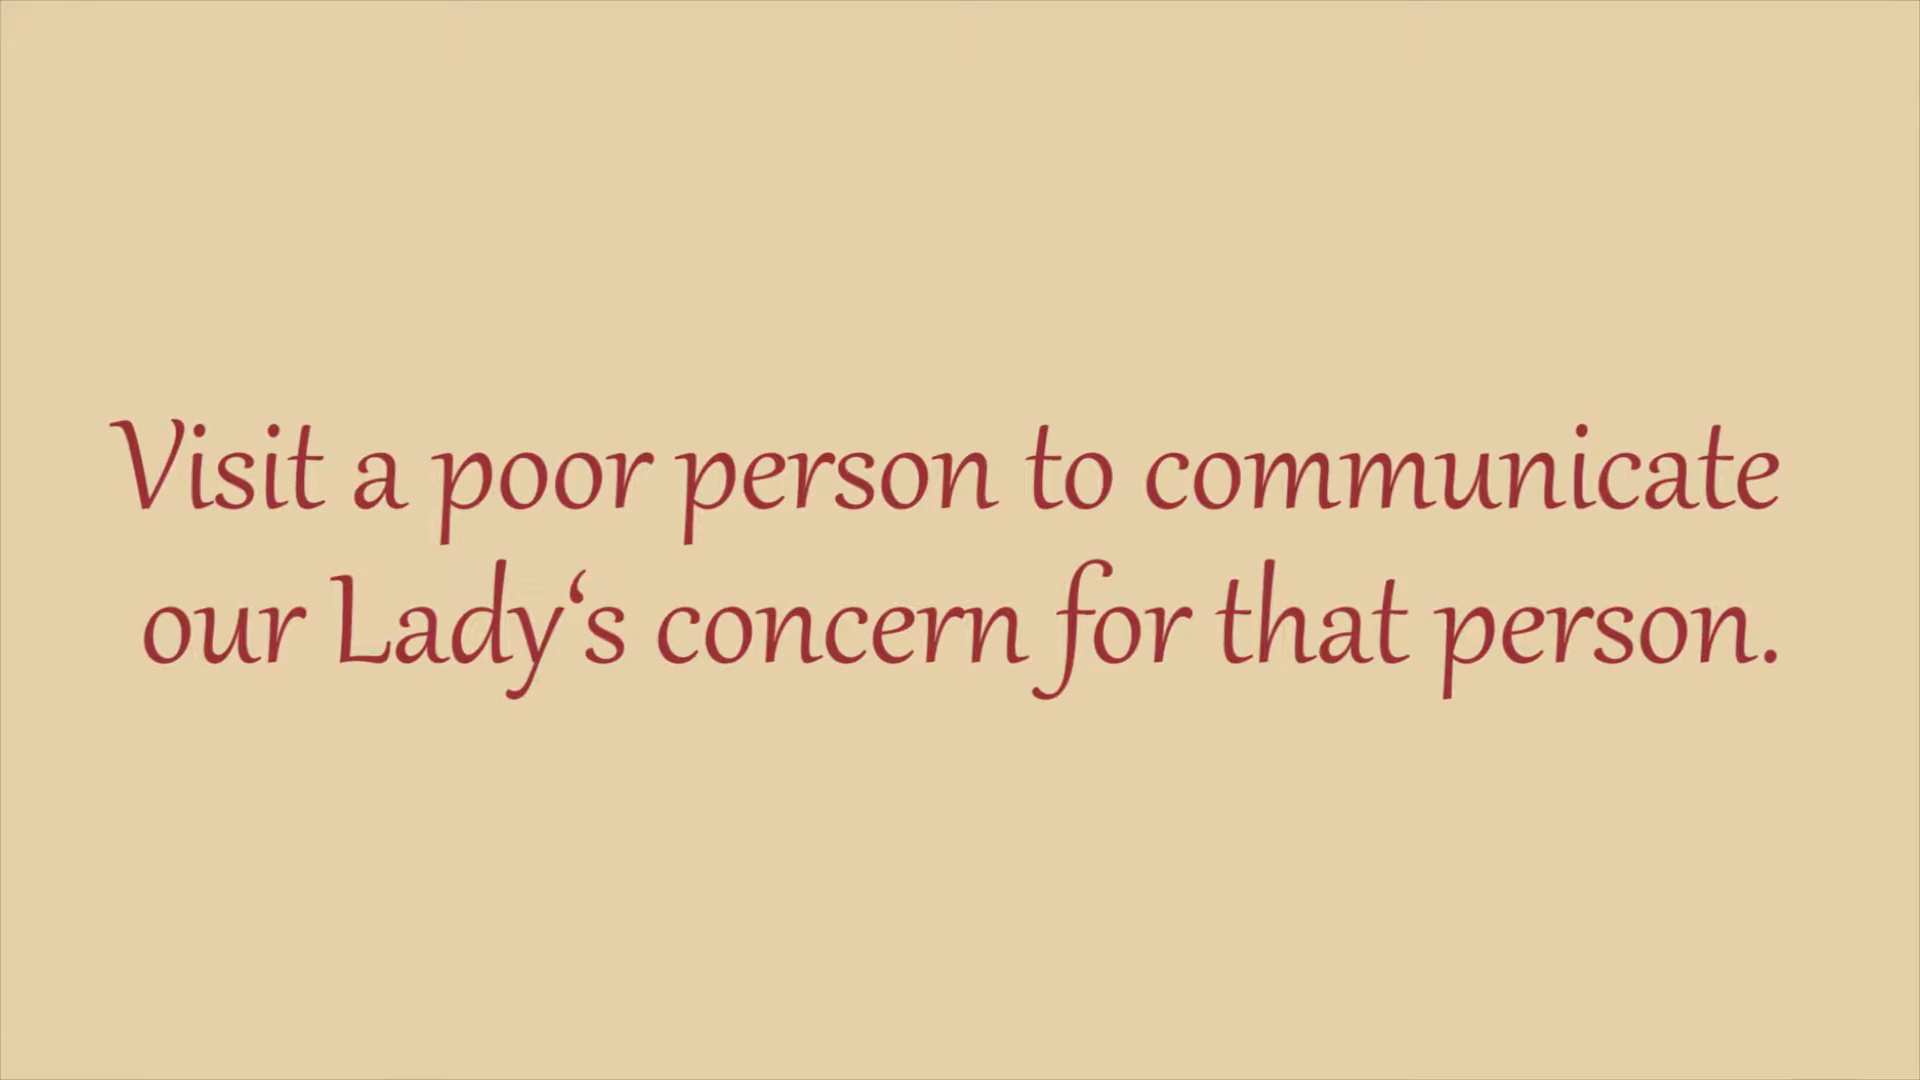 Visit a poor person to communicate
our Lady‘s concern for that person.